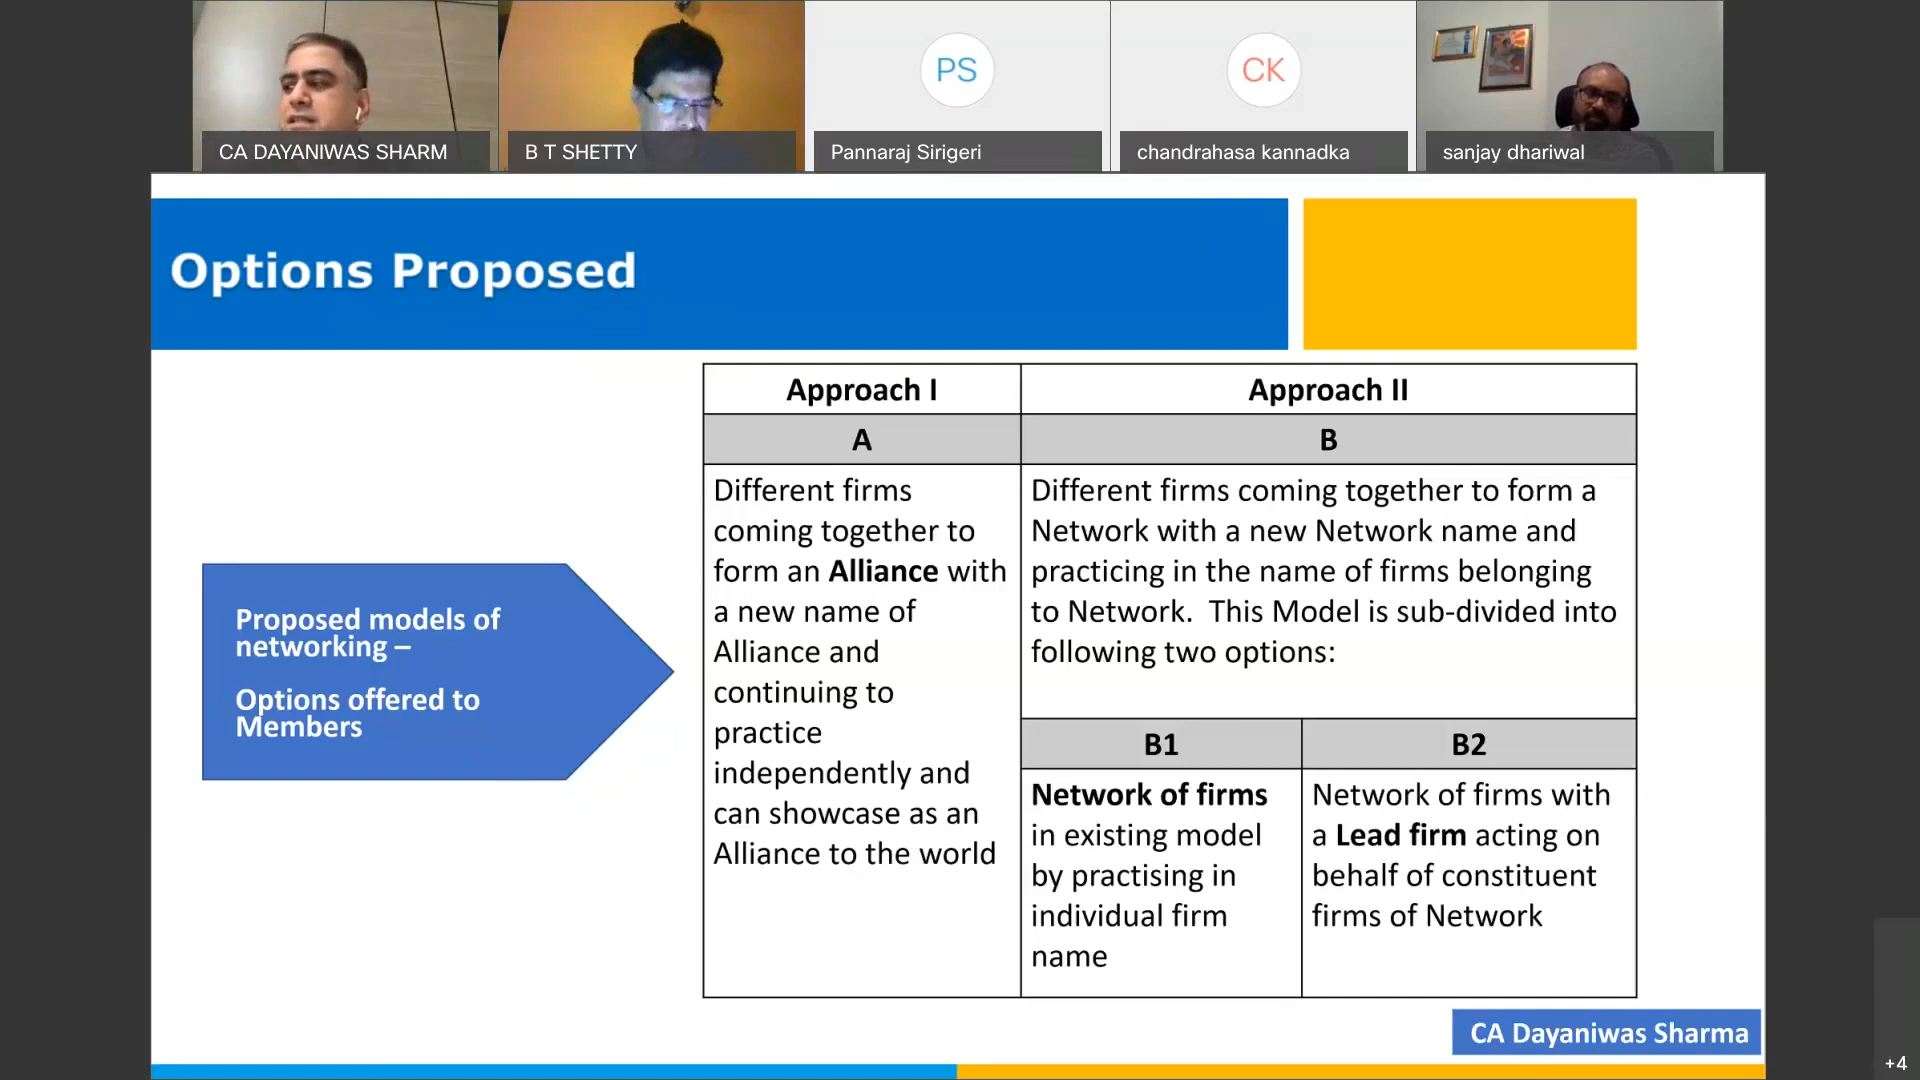 PS
CK
CA DAYANIWAS SHARM
B T SHETTY
Pannaraj Sirigeri
chandrahasa kannadka
sanjay dhariwal
Options Proposed
Proposed models of
networking –
Options offered to
Members
Approach I
Approach II
A
B
Different firms
coming together to
form an Alliance with
a new name of
Alliance and
continuing to
practice
independently and
can showcase as an
Alliance to the world
Different firms coming together to form a
Network with a new Network name and
practicing in the name of firms belonging
to Network. This Model is sub-divided into
following two options:
B1
B2
Network of firms
in existing model
by practising in
individual firm
name
Network of firms with
a Lead firm acting on
behalf of constituent
firms of Network
CA Dayaniwas Sharma
+4